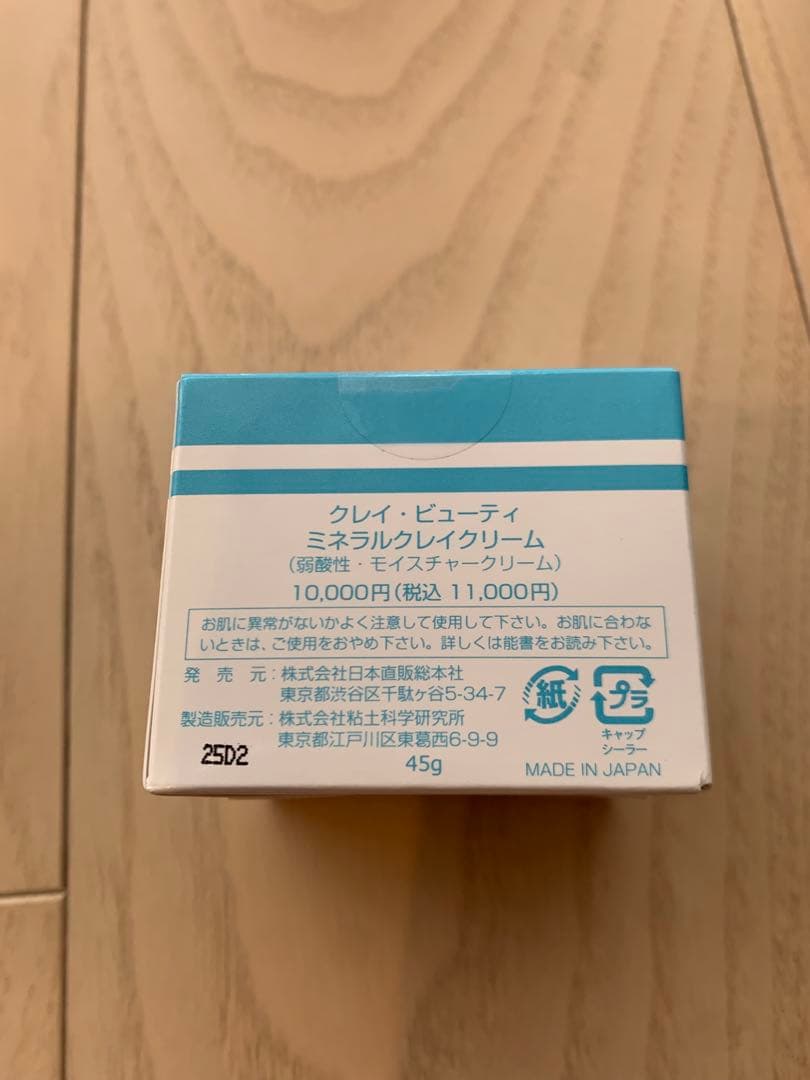 クレイ・ビューティ
ミネラルクレイクリーム
(弱酸性・モイスチャークリーム)
10,000円(税込 11,000円)
お肌に異常がないかよく注意して使用して下さい。お肌に合わな
いときは、ご使用をおやめ下さい。詳しくは能書をお読み下さい。
発売元:株式会社日本直販総本社
東京都渋谷区千駄ヶ谷5-34-7
製造販売元:株式会社粘土科学研究所
東京都江戸川区東葛西6-9-9
25D2
45g
紙
プラ
キャップ
シーラー
MADE IN JAPAN